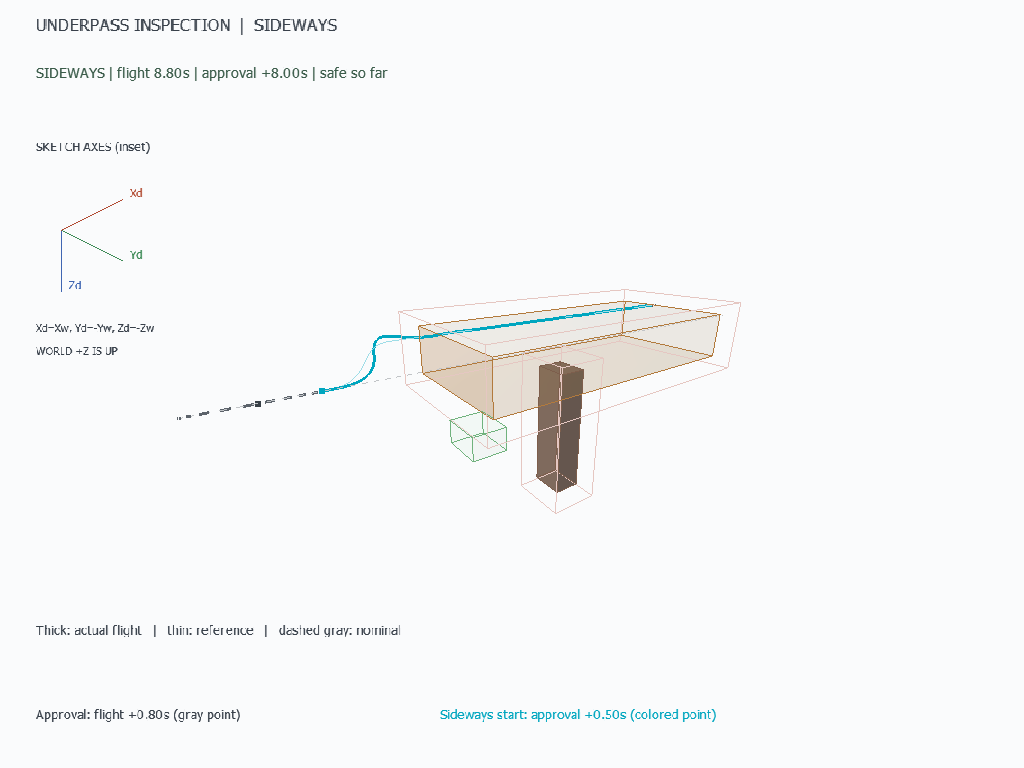 UNDERPASS INSPECTION | SIDEWAYS
SIDEWAYS | flight 8.80s | approval +8.00s | safe so far
SKETCH AXES (inset)
Xd
Yd
Zd
Xd=Xw, Yd=-Yw, Zd=-Zw
WORLD +Z IS UP
Thick: actual flight | thin: reference | dashed gray: nominal
Approval: flight +0.80s (gray point)
Sideways start: approval +0.50s (colored point)